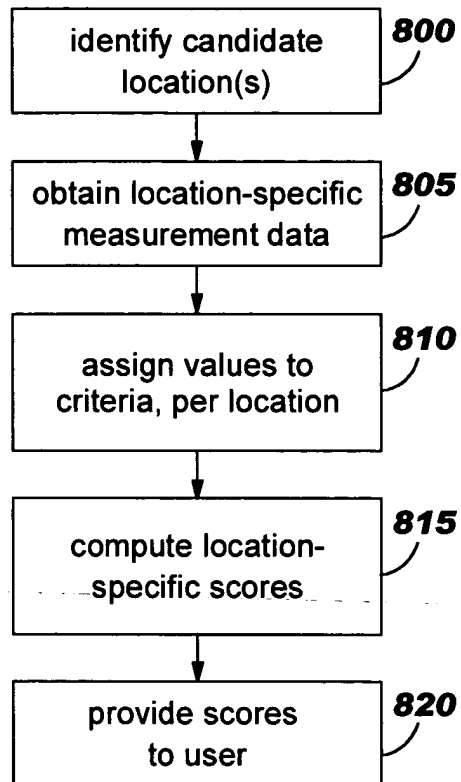 identify candidate
location(s)
800
obtain location-specific
measurement data
805
assign values to
criteria, per location
810
compute location-
specific scores
815
provide scores
to user
820